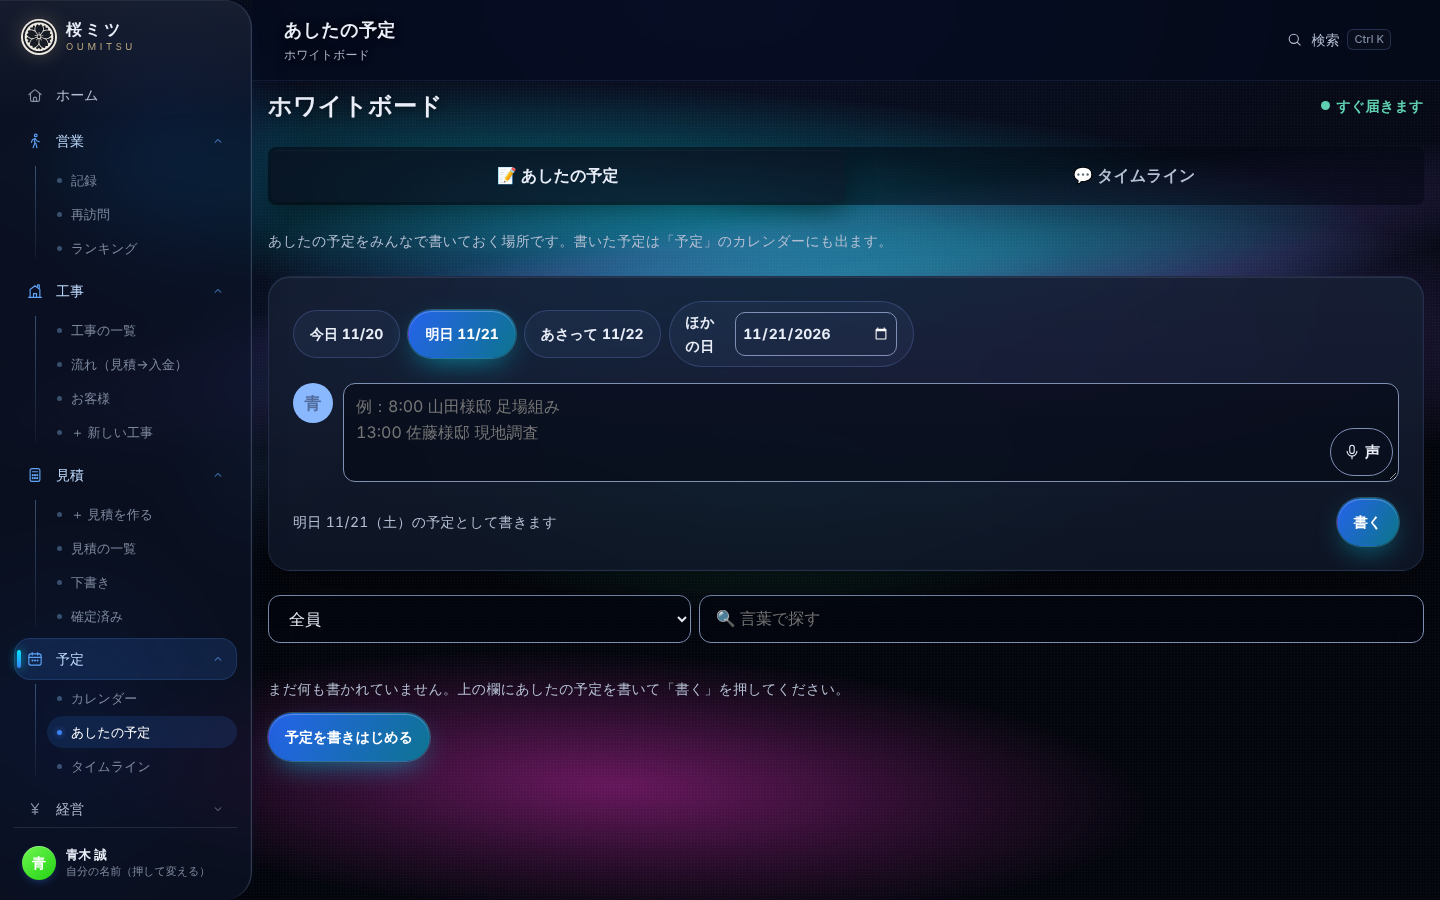 桜ミツ
OUMITSU
ホーム
営業
記録
再訪問
ランキング
工事
工事の一覧
流れ（見積→入金）
お客様
＋ 新しい工事
見積
＋ 見積を作る
見積の一覧
下書き
確定済み
予定
カレンダー
あしたの予定
タイムライン
経営
青
青木 誠
自分の名前（押して変える）
あしたの予定
ホワイトボード
検索 Ctrl K
ホワイトボード
すぐ届きます
📝 あしたの予定
💬 タイムライン
あしたの予定をみんなで書いておく場所です。書いた予定は「予定」のカレンダーにも出ます。
今日 11/20
明日 11/21
あさって 11/22
ほか
の日
11/21/2026
青
例：8:00 山田様邸 足場組み
13:00 佐藤様邸 現地調査
声
明日 11/21（土）の予定として書きます
書く
全員
🔍 言葉で探す
まだ何も書かれていません。上の欄にあしたの予定を書いて「書く」を押してください。
予定を書きはじめる